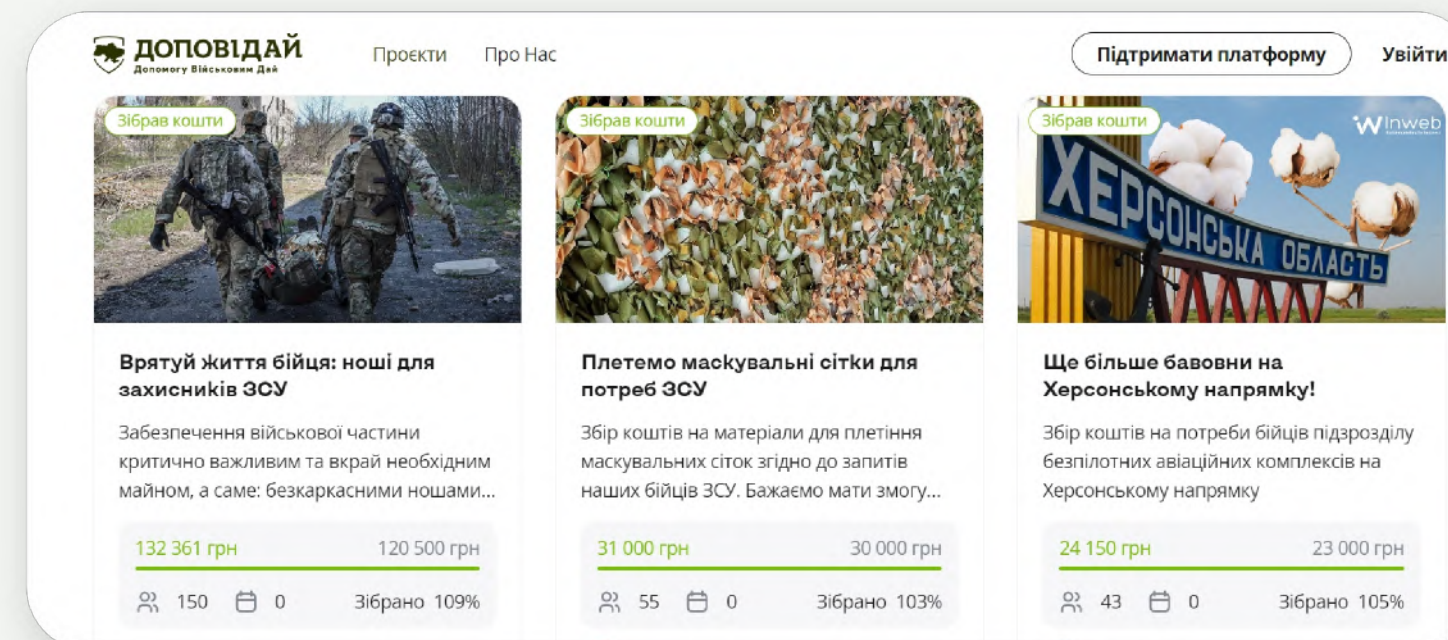 ДОПОВІДАЙ
Допомогу Військовим Дай
Проєкти
Про Нас
Підтримати платформу
Увійти
Зібрав кошти
Врятуй життя бійця: ноші для
захисників ЗСУ
Забезпечення військової частини
критично важливим та вкрай необхідним
майном, а саме: безкаркасними ношами...
132 361 грн
120 500 грн
150
0
Зібрано 109%
Зібрав кошти
Плетемо маскувальні сітки для
потреб ЗСУ
Збір коштів на матеріали для плетіння
маскувальних сіток згідно до запитів
наших бійців ЗСУ. Бажаємо мати змогу...
31 000 грн
30 000 грн
55
0
Зібрано 103%
Зібрав кошти
Inweb
ХЕРСОНСЬКА ОБЛАСТЬ
Ще більше бавовни на
Херсонському напрямку!
Збір коштів на потреби бійців підзрозділу
безпілотних авіаційних комплексів на
Херсонському напрямку
24 150 грн
23 000 грн
43
0
Зібрано 105%